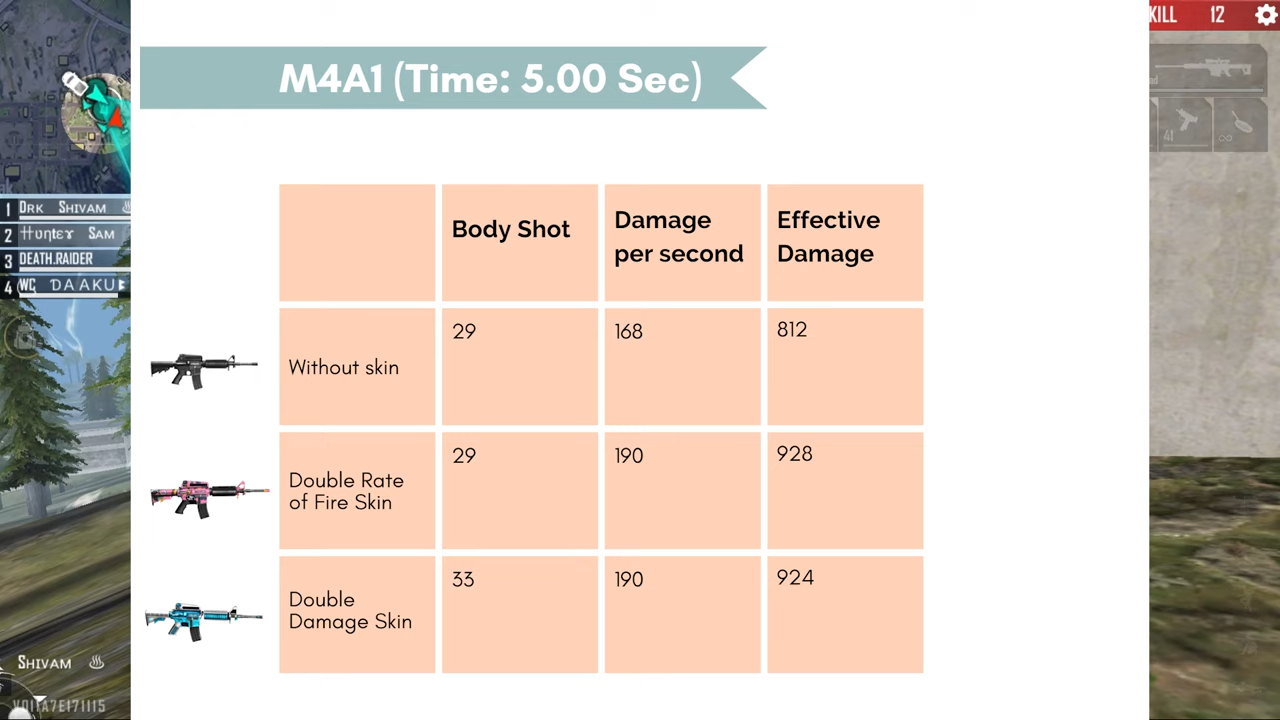 M4A1 (Time: 5.00 Sec)
KILL 12
41
1 DRK SHIVAM
2 Hunter SAM
3 DEATH.RAIDER
4 WC DAAKU
Body Shot
Damage
per second
Effective
Damage
Without skin
29
168
812
Double Rate
of Fire Skin
29
190
928
Double
Damage Skin
33
190
924
SHIVAM